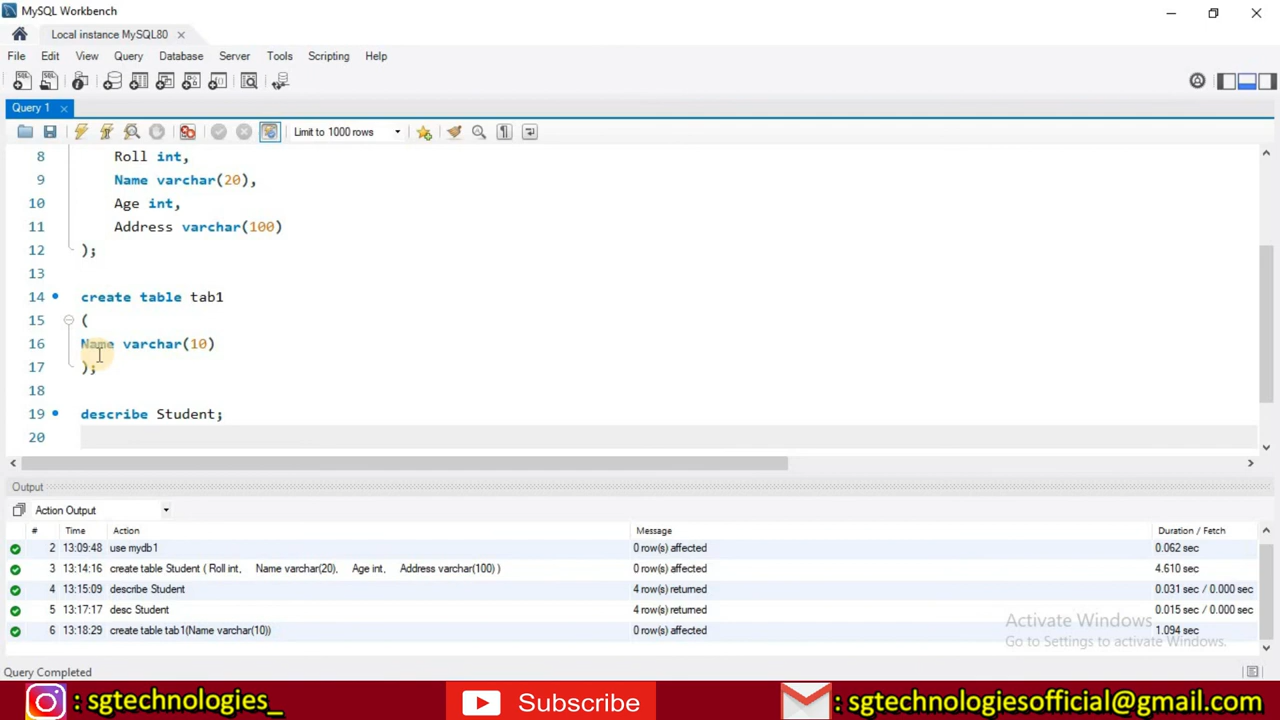 MySQL Workbench
Local instance MySQL80
File Edit View Query Database Server Tools Scripting Help
Query 1
Limit to 1000 rows
8 Roll int,
9 Name varchar(20),
10 Age int,
11 Address varchar(100)
12 );
13
14 create table tab1
15 (
16 Name varchar(10)
17 );
18
19 describe Student;
20
Output
Action Output
# Time Action Message Duration / Fetch
2 13:09:48 use mydb1 0 row(s) affected 0.062 sec
3 13:14:16 create table Student ( Roll int, Name varchar(20), Age int, Address varchar(100) ) 0 row(s) affected 4.610 sec
4 13:15:09 describe Student 4 row(s) returned 0.031 sec / 0.000 sec
5 13:17:17 desc Student 4 row(s) returned 0.015 sec / 0.000 sec
6 13:18:29 create table tab1(Name varchar(10)) 0 row(s) affected 1.094 sec
Activate Windows
Go to Settings to activate Windows.
Query Completed
: sgtechnologies_ Subscribe : sgtechnologiesofficial@gmail.com